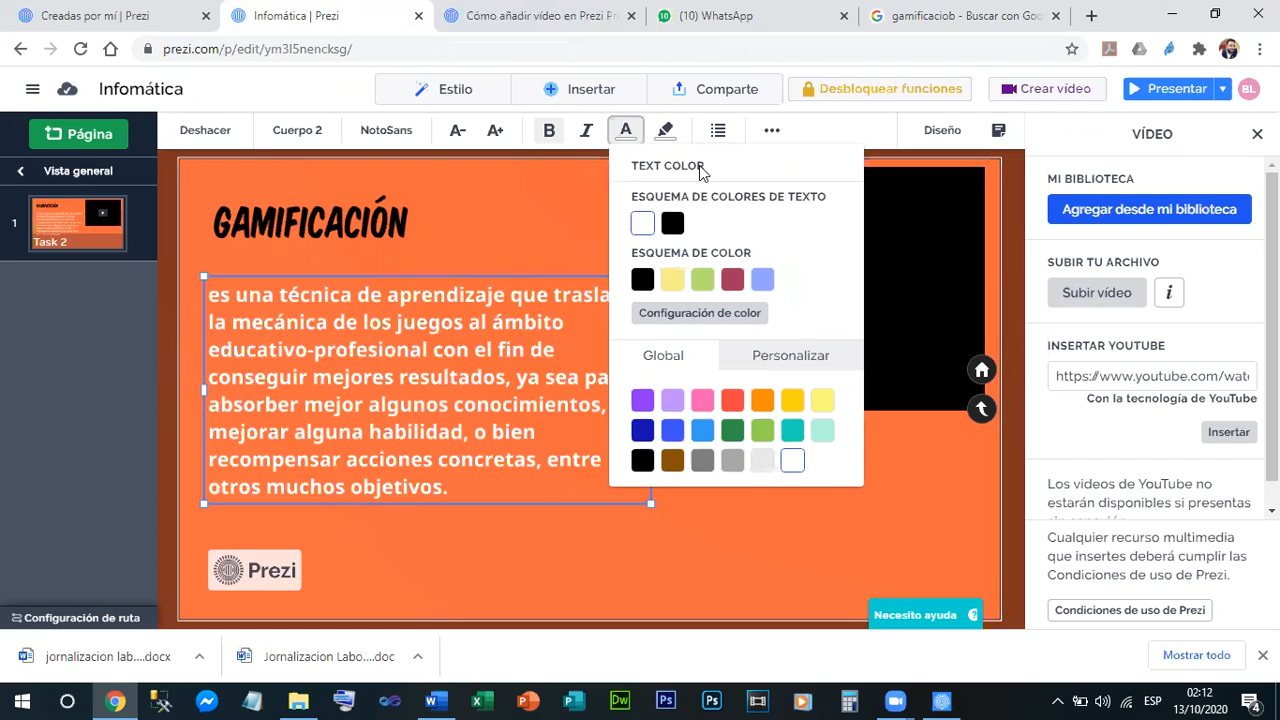 Creadas por mí | Prezi
Infomática | Prezi
Cómo añadir vídeo en Prezi P
(10) WhatsApp
gamificaciob - Buscar con Goo
prezi.com/p/edit/ym3l5nencksg/
Infomática
Estilo
Insertar
Comparte
Desbloquear funciones
Crear vídeo
Presentar
BL
Página
Deshacer
Cuerpo 2
NotoSans
A-
A+
B
I
A
Diseño
VÍDEO
Vista general
TEXT COLOR
MI BIBLIOTECA
ESQUEMA DE COLORES DE TEXTO
Agregar desde mi biblioteca
1
Task 2
GAMIFICACIÓN
ESQUEMA DE COLOR
SUBIR TU ARCHIVO
Subir vídeo
i
Configuración de color
es una técnica de aprendizaje que trasla
la mecánica de los juegos al ámbito
educativo-profesional con el fin de
conseguir mejores resultados, ya sea pa
absorber mejor algunos conocimientos,
mejorar alguna habilidad, o bien
recompensar acciones concretas, entre
otros muchos objetivos.
Global
Personalizar
INSERTAR YOUTUBE
https://www.youtube.com/wat
Con la tecnología de YouTube
Insertar
Los videos de YouTube no
estarán disponibles si presentas
Cualquier recurso multimedia
que insertes deberá cumplir las
Condiciones de uso de Prezi.
Condiciones de uso de Prezi
Prezi
Necesito ayuda
Configuración de ruta
jornalizacion lab....docx
Jornalizacion Labo....doc
Mostrar todo
ESP
02:12
13/10/2020
4